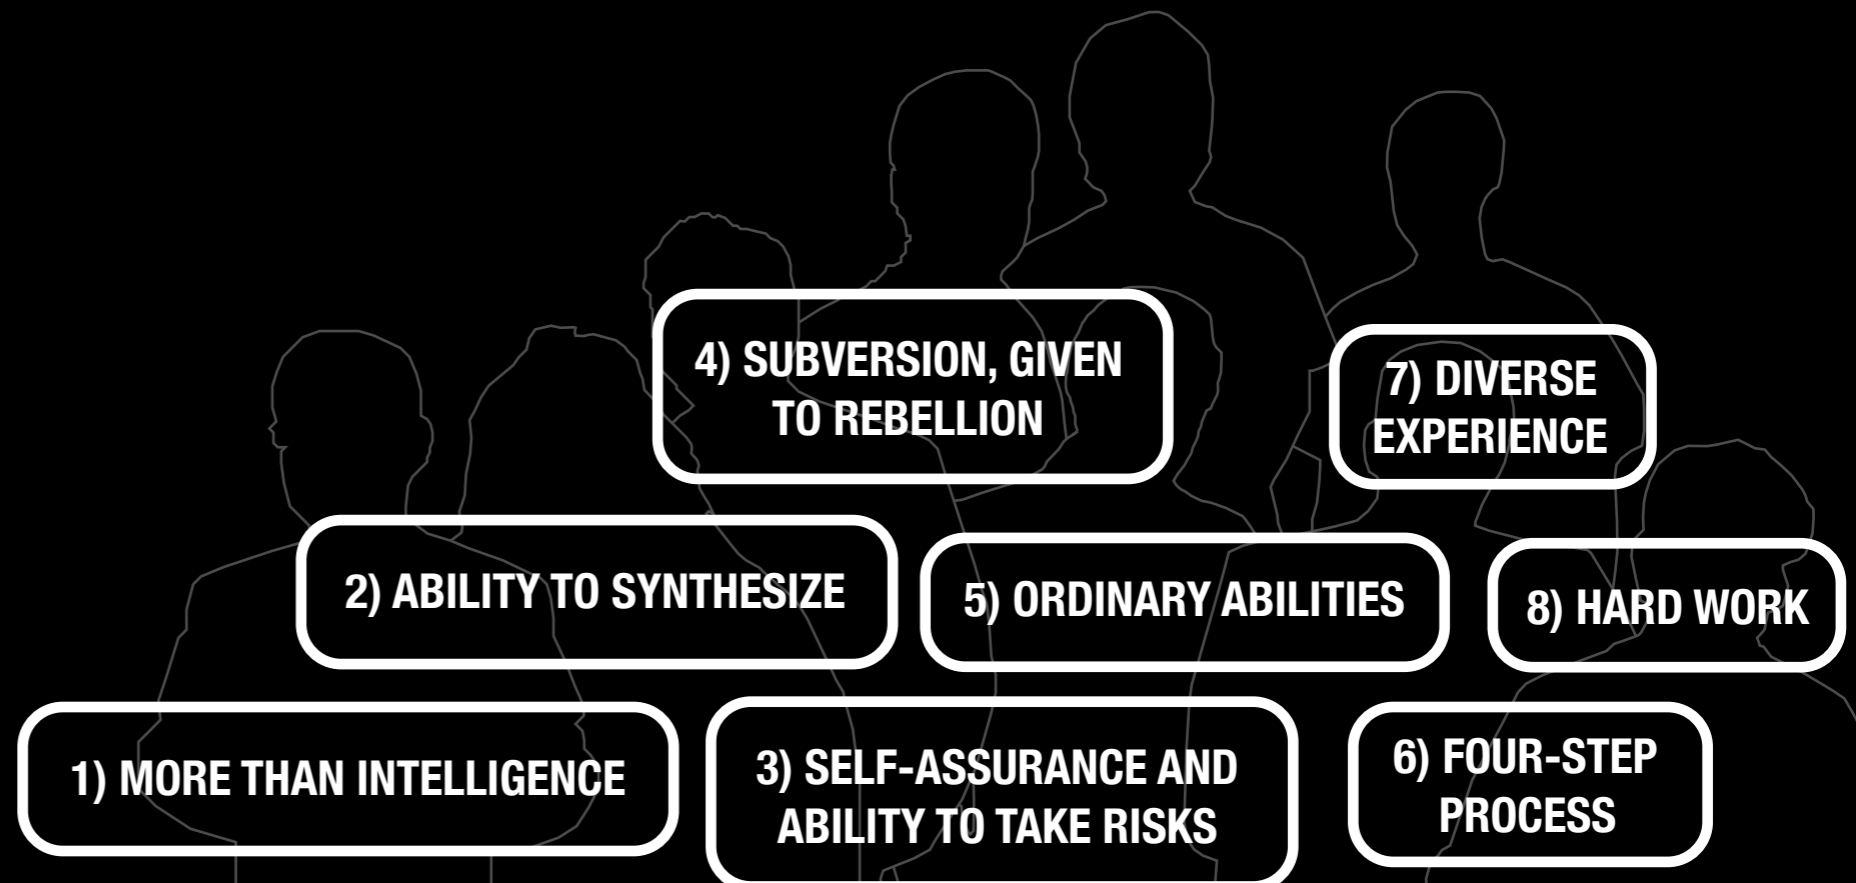 1) MORE THAN INTELLIGENCE
2) ABILITY TO SYNTHESIZE
3) SELF-ASSURANCE AND
ABILITY TO TAKE RISKS
4) SUBVERSION, GIVEN
TO REBELLION
5) ORDINARY ABILITIES
6) FOUR-STEP
PROCESS
7) DIVERSE
EXPERIENCE
8) HARD WORK